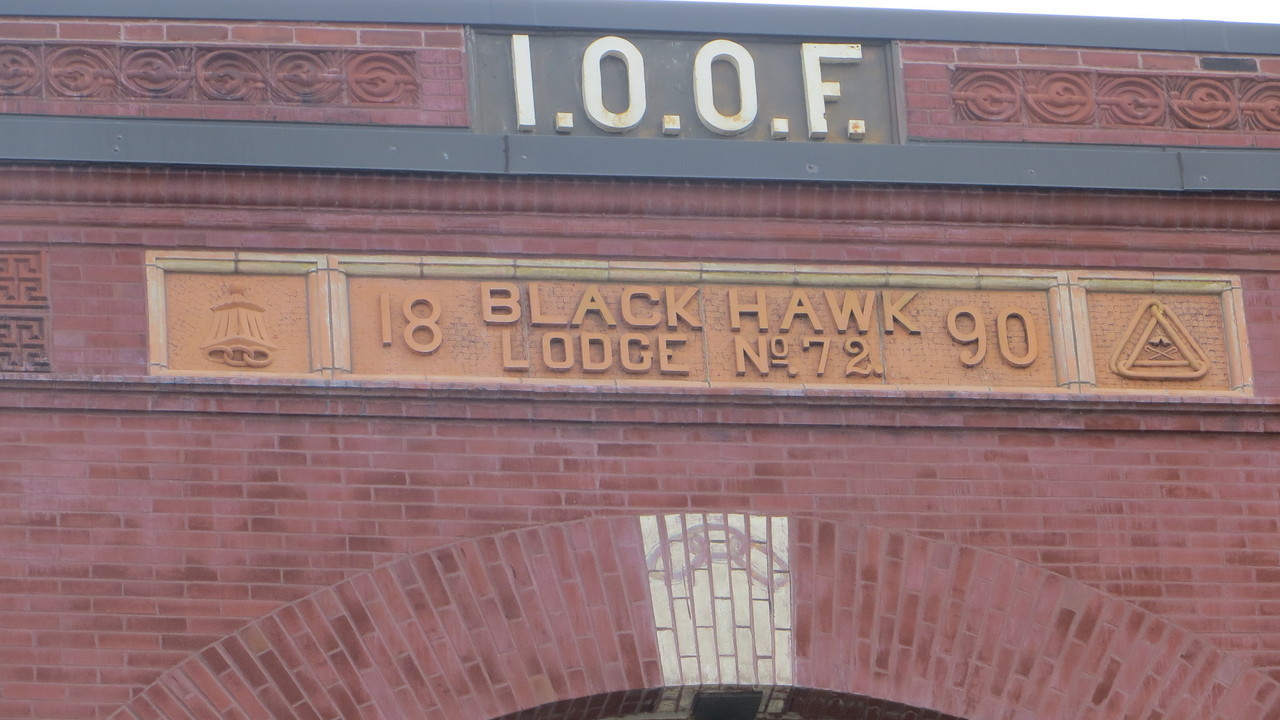 I.O.O.F.
18 BLACK HAWK 90
LODGE No. 72.